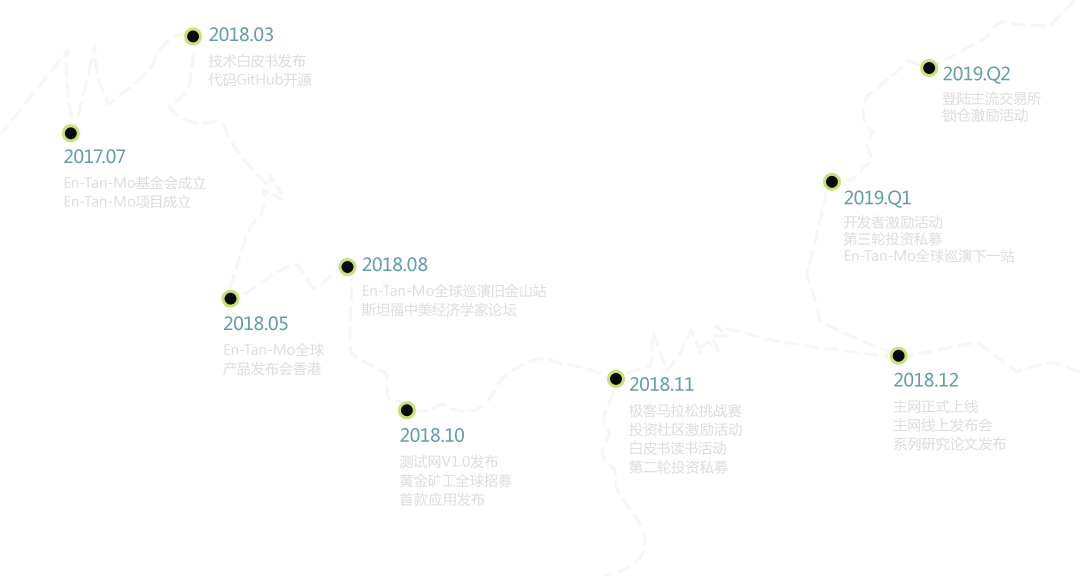 2017.07
En-Tan-Mo基金会成立
En-Tan-Mo项目成立
2018.03
技术白皮书发布
代码GitHub开源
2018.05
En-Tan-Mo全球
产品发布会香港
2018.08
En-Tan-Mo全球巡演旧金山站
斯坦福中美经济学家论坛
2018.10
测试网V1.0发布
黄金矿工全球招募
首款应用发布
2018.11
极客马拉松挑战赛
投资社区激励活动
白皮书读书活动
第二轮投资私募
2018.12
主网正式上线
主网线上发布会
系列研究论文发布
2019.Q1
开发者激励活动
第三轮投资私募
En-Tan-Mo全球巡演下一站
2019.Q2
登陆主流交易所
锁仓激励活动